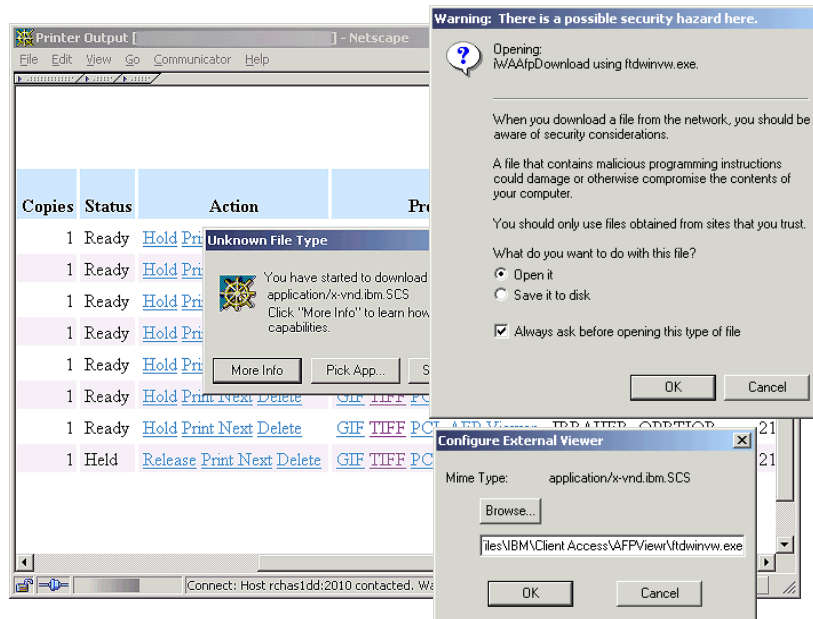 Printer Output [ ] - Netscape
File Edit View Go Communicator Help
Copies Status Action
1 Ready Hold
1 Ready Hold
1 Ready Hold
1 Ready Hold
1 Ready Hold
1 Ready Hold Print Next Delete GIF TIFF
1 Ready Hold Print Next Delete GIF TIFF PCL AFP Viewer 21
1 Held Release Print Next Delete GIF TIFF PC 21
Connect: Host rchas1dd:2010 contacted.
Unknown File Type
You have started to download
application/x-vnd.ibm.SCS
Click "More Info" to learn how
capabilities.
More Info Pick App... S
Warning: There is a possible security hazard here.
Opening:
iWAAfpDownload using ftdwinvw.exe.
When you download a file from the network, you should be
aware of security considerations.
A file that contains malicious programming instructions
could damage or otherwise compromise the contents of
your computer.
You should only use files obtained from sites that you trust.
What do you want to do with this file?
Open it
Save it to disk
Always ask before opening this type of file
OK Cancel
Configure External Viewer
Mime Type: application/x-vnd.ibm.SCS
Browse...
iles\IBM\Client Access\AFPViewr\ftdwinvw.exe
OK Cancel